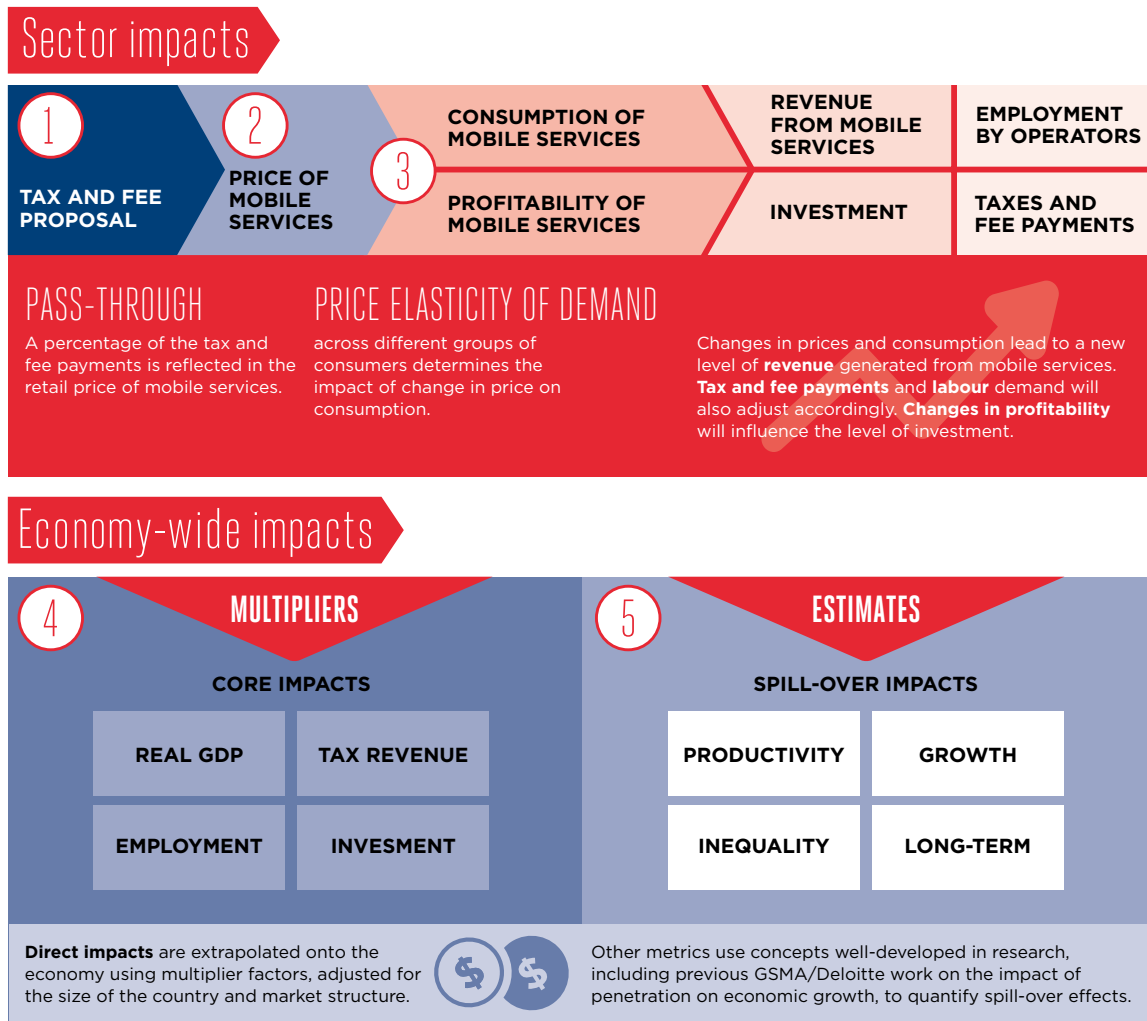 Sector impacts
1
TAX AND FEE
PROPOSAL
2
PRICE OF
MOBILE
SERVICES
3
CONSUMPTION OF
MOBILE SERVICES
PROFITABILITY OF
MOBILE SERVICES
REVENUE
FROM MOBILE
SERVICES
INVESTMENT
EMPLOYMENT
BY OPERATORS
TAXES AND
FEE PAYMENTS
PASS-THROUGH
A percentage of the tax and
fee payments is reflected in the
retail price of mobile services.
PRICE ELASTICITY OF DEMAND
across different groups of
consumers determines the
impact of change in price on
consumption.
Changes in prices and consumption lead to a new
level of revenue generated from mobile services.
Tax and fee payments and labour demand will
also adjust accordingly. Changes in profitability
will influence the level of investment.
Economy-wide impacts
4
MULTIPLIERS
CORE IMPACTS
REAL GDP
TAX REVENUE
EMPLOYMENT
INVESMENT
Direct impacts are extrapolated onto the
economy using multiplier factors, adjusted for
the size of the country and market structure.
$ $
5
ESTIMATES
SPILL-OVER IMPACTS
PRODUCTIVITY
GROWTH
INEQUALITY
LONG-TERM
Other metrics use concepts well-developed in research,
including previous GSMA/Deloitte work on the impact of
penetration on economic growth, to quantify spill-over effects.